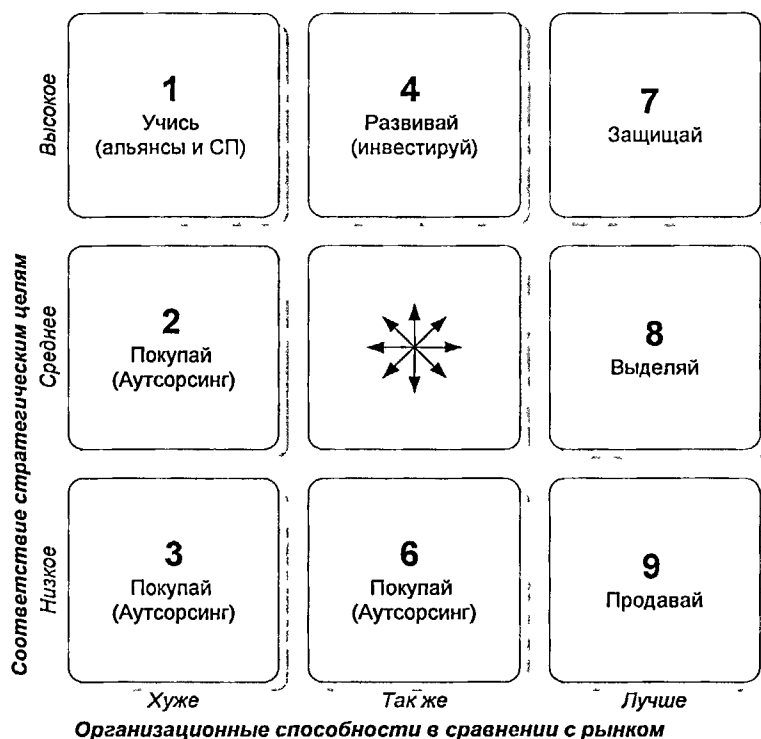 Соответствие стратегическим целям
Высокое
1
Учись
(альянсы и СП)
4
Развивай
(инвестируй)
7
Защищай
Среднее
2
Покупай
(Аутсорсинг)
8
Выделяй
Низкое
3
Покупай
(Аутсорсинг)
6
Покупай
(Аутсорсинг)
9
Продавай
Хуже
Так же
Лучше
Организационные способности в сравнении с рынком